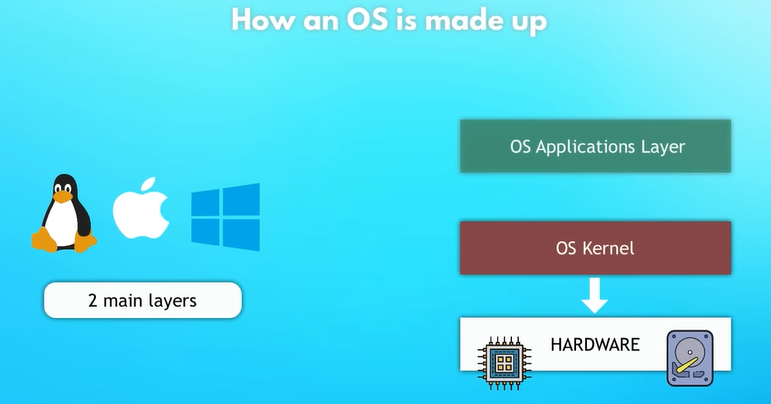 How an OS is made up
OS Applications Layer
OS Kernel
2 main layers
HARDWARE